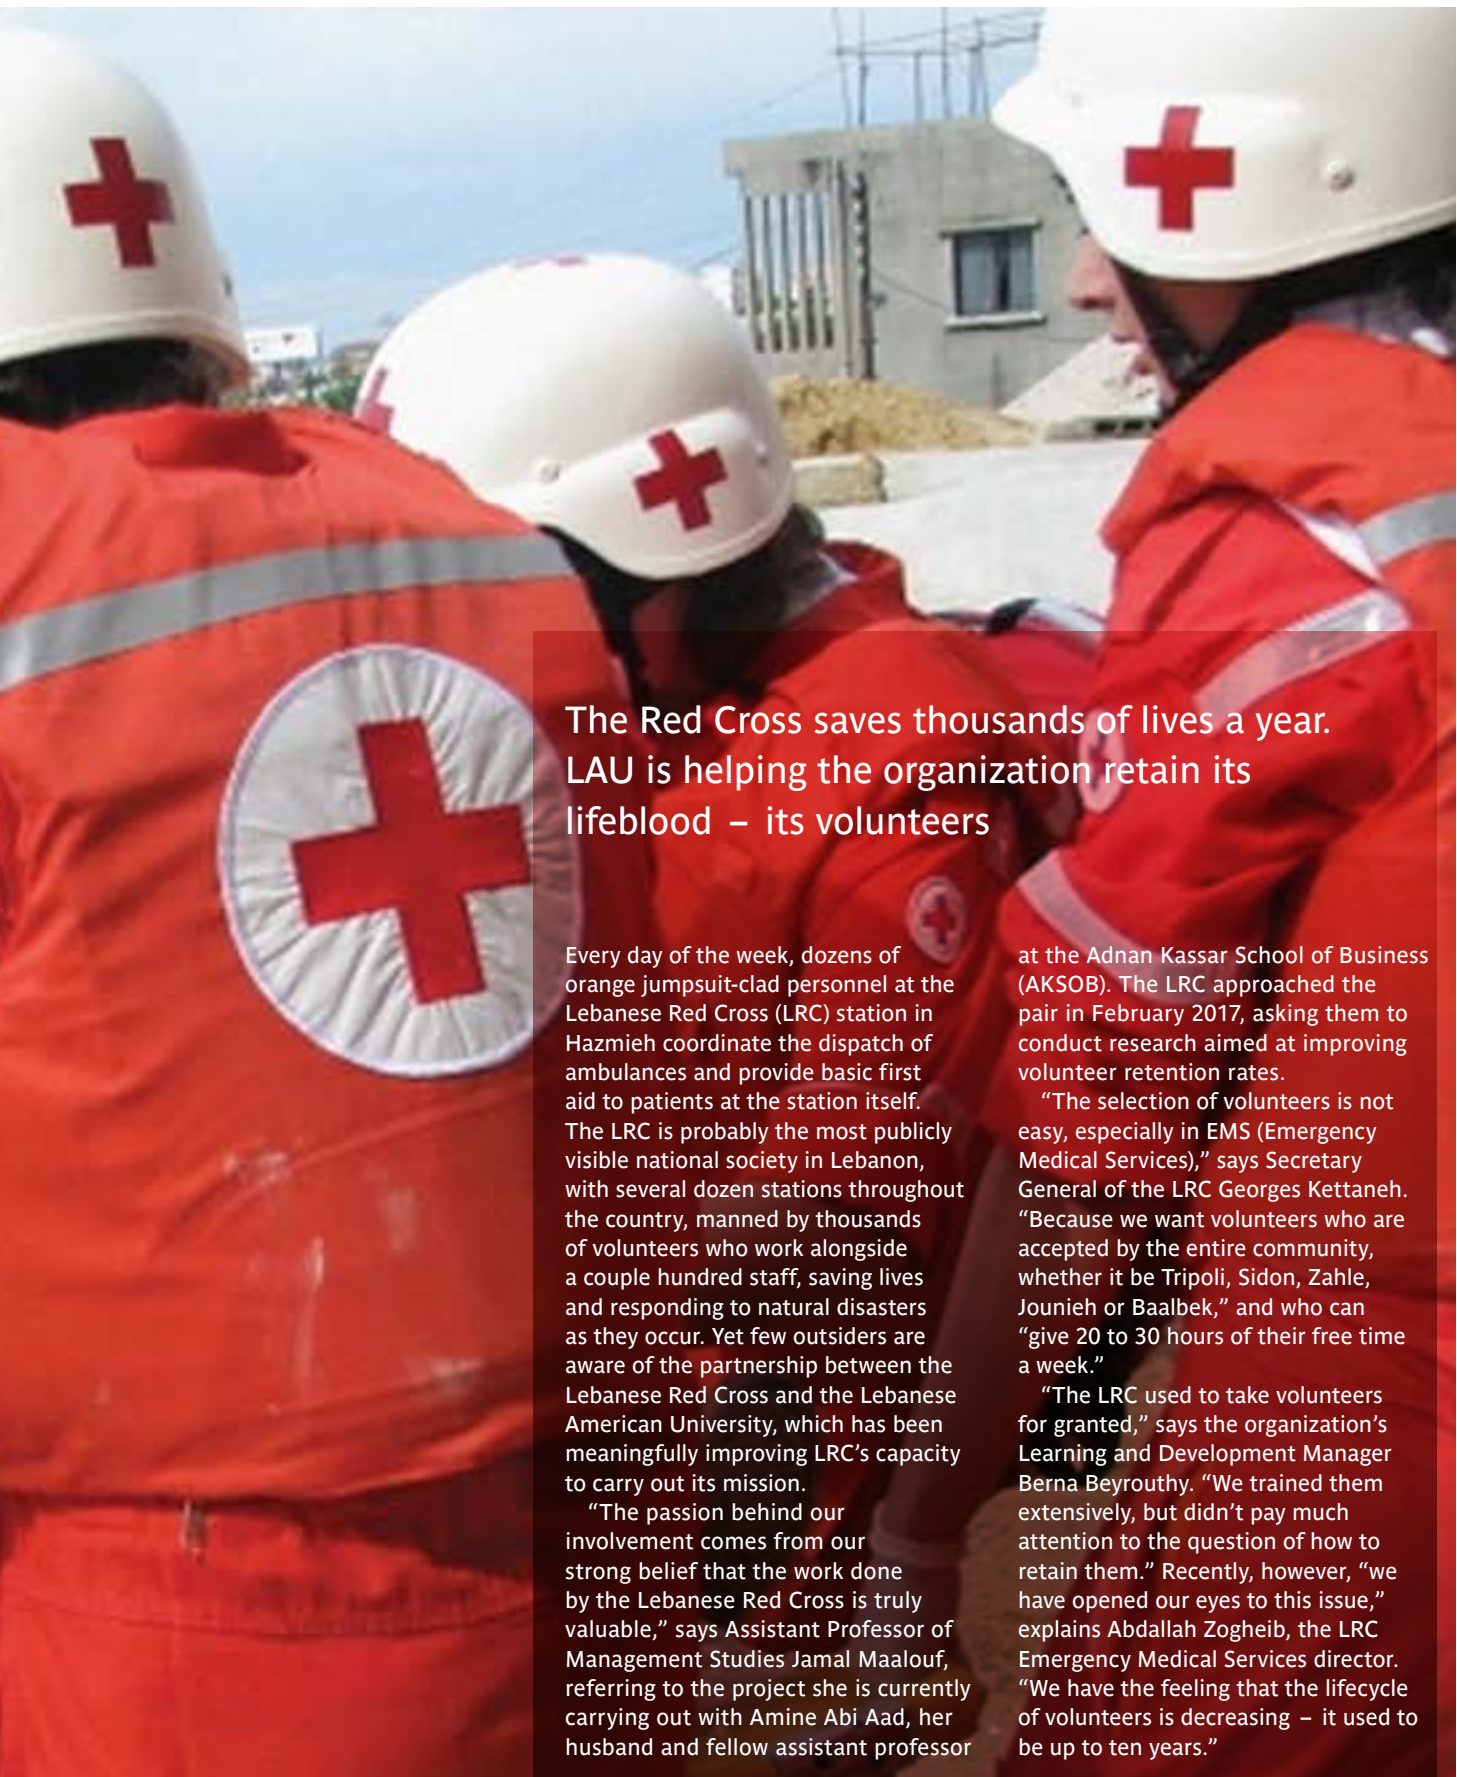 The Red Cross saves thousands of lives a year.
LAU is helping the organization retain its
lifeblood – its volunteers
Every day of the week, dozens of
orange jumpsuit-clad personnel at the
Lebanese Red Cross (LRC) station in
Hazmieh coordinate the dispatch of
ambulances and provide basic first
aid to patients at the station itself.
The LRC is probably the most publicly
visible national society in Lebanon,
with several dozen stations throughout
the country, manned by thousands
of volunteers who work alongside
a couple hundred staff, saving lives
and responding to natural disasters
as they occur. Yet few outsiders are
aware of the partnership between the
Lebanese Red Cross and the Lebanese
American University, which has been
meaningfully improving LRC’s capacity
to carry out its mission.
“The passion behind our
involvement comes from our
strong belief that the work done
by the Lebanese Red Cross is truly
valuable,” says Assistant Professor of
Management Studies Jamal Maalouf,
referring to the project she is currently
carrying out with Amine Abi Aad, her
husband and fellow assistant professor
at the Adnan Kassar School of Business
(AKSOB). The LRC approached the
pair in February 2017, asking them to
conduct research aimed at improving
volunteer retention rates.
“The selection of volunteers is not
easy, especially in EMS (Emergency
Medical Services),” says Secretary
General of the LRC Georges Kettaneh.
“Because we want volunteers who are
accepted by the entire community,
whether it be Tripoli, Sidon, Zahle,
Jounieh or Baalbek,” and who can
“give 20 to 30 hours of their free time
a week.”
“The LRC used to take volunteers
for granted,” says the organization’s
Learning and Development Manager
Berna Beyrouthy. “We trained them
extensively, but didn’t pay much
attention to the question of how to
retain them.” Recently, however, “we
have opened our eyes to this issue,”
explains Abdallah Zogheib, the LRC
Emergency Medical Services director.
“We have the feeling that the lifecycle
of volunteers is decreasing – it used to
be up to ten years.”